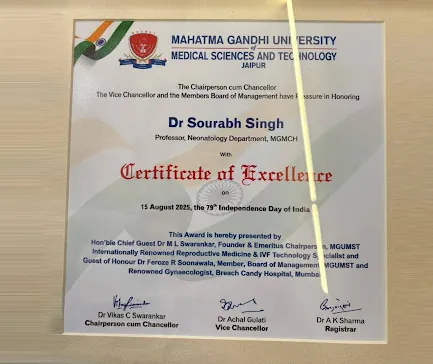 MAHATMA GANDHI UNIVERSITY
of
MEDICAL SCIENCES AND TECHNOLOGY
JAIPUR
The Chairperson cum Chancellor
The Vice Chancellor and the Members Board of Management have Pleasure in Honoring
Dr Sourabh Singh
Professor, Neonatology Department, MGMCH
With
Certificate of Excellence
on
15 August 2025, the 79th Independence Day of India
This Award is hereby presented by
Hon'ble Chief Guest Dr M L Swarankar, Founder & Emeritus Chairperson, MGUMST
Internationally Renowned Reproductive Medicine & IVF Technology Specialist and
Guest of Honour Dr Feroze R Soonawala, Member, Board of Management MGUMST and
Renowned Gynaecologist, Breach Candy Hospital, Mumbai
Dr Vikas C Swarankar
Chairperson cum Chancellor
Dr Achal Gulati
Vice Chancellor
Dr A K Sharma
Registrar